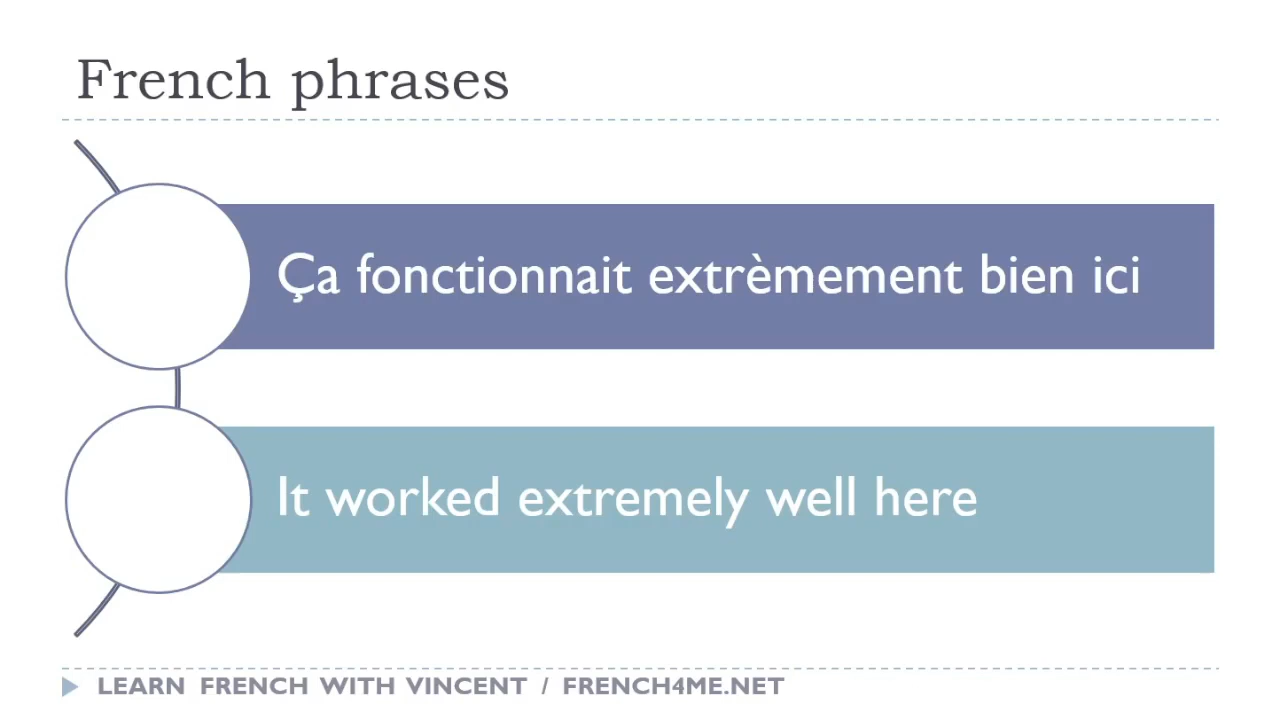 French phrases
Ça fonctionnait extrèmement bien ici
It worked extremely well here
LEARN FRENCH WITH VINCENT / FRENCH4ME.NET